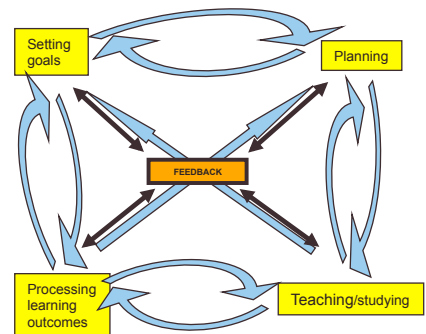 Setting
goals
Planning
FEEDBACK
Processing
learning
outcomes
Teaching/studying